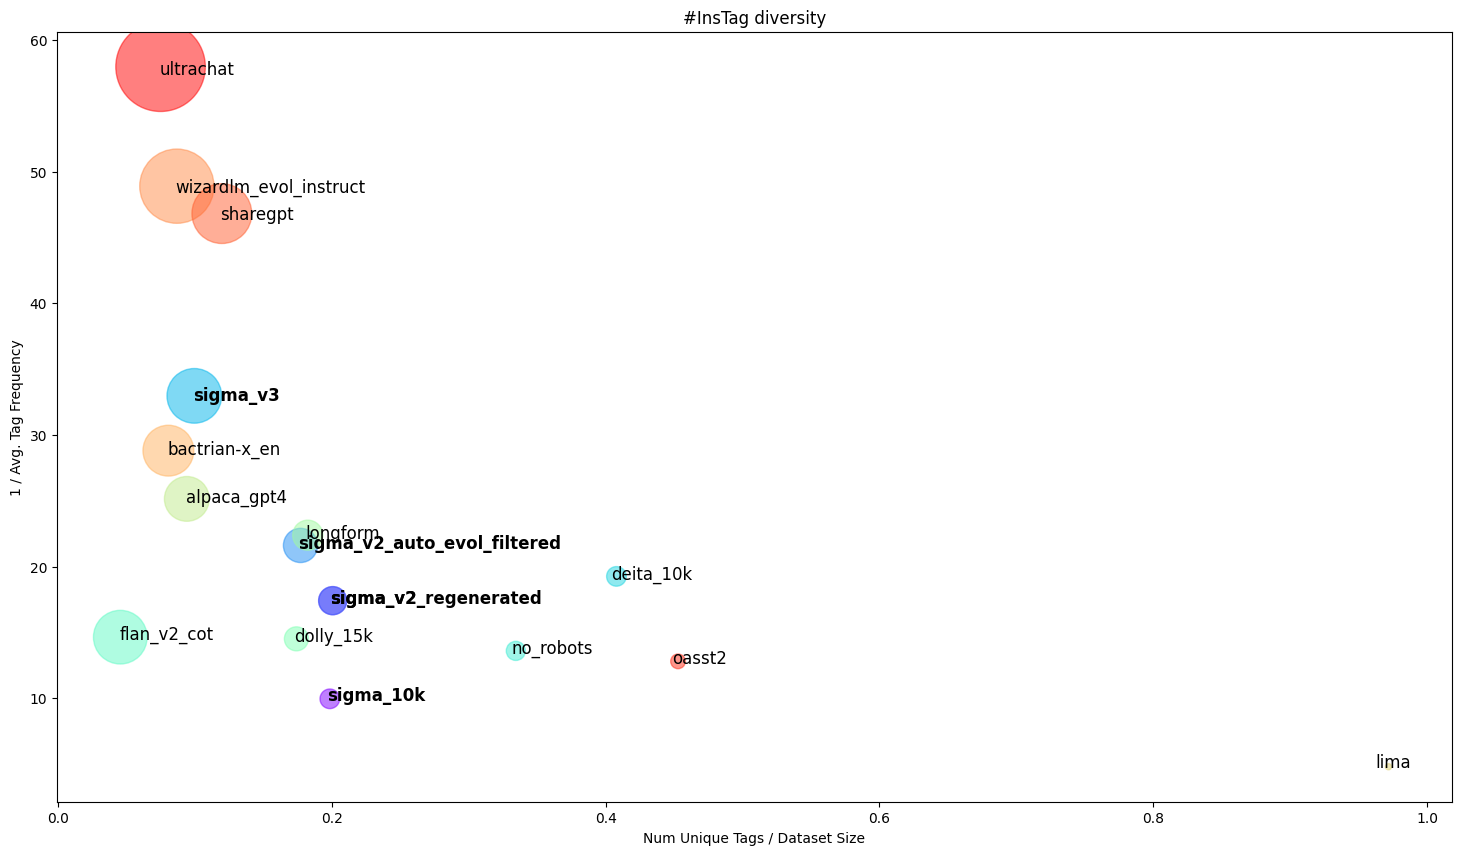 #InsTag diversity
60
ultrachat
50
wizardlm_evol_instruct
sharegpt
40
1 / Avg. Tag Frequency
sigma_v3
30
bactrian-x_en
alpaca_gpt4
longform
sigma_v2_auto_evol_filtered
20
deita_10k
sigma_v2_regenerated
flan_v2_cot
dolly_15k
no_robots
oasst2
10
sigma_10k
lima
0.0
0.2
0.4
0.6
0.8
1.0
Num Unique Tags / Dataset Size